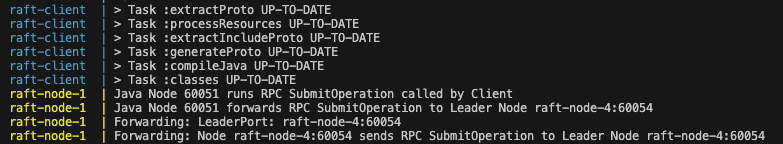 raft-client | > Task :extractProto UP-TO-DATE
raft-client | > Task :processResources UP-TO-DATE
raft-client | > Task :extractIncludeProto UP-TO-DATE
raft-client | > Task :generateProto UP-TO-DATE
raft-client | > Task :compileJava UP-TO-DATE
raft-client | > Task :classes UP-TO-DATE
raft-node-1 | Java Node 60051 runs RPC SubmitOperation called by Client
raft-node-1 | Java Node 60051 forwards RPC SubmitOperation to Leader Node raft-node-4:60054
raft-node-1 | Forwarding: LeaderPort: raft-node-4:60054
raft-node-1 | Forwarding: Node raft-node-4:60054 sends RPC SubmitOperation to Leader Node raft-node-4:60054